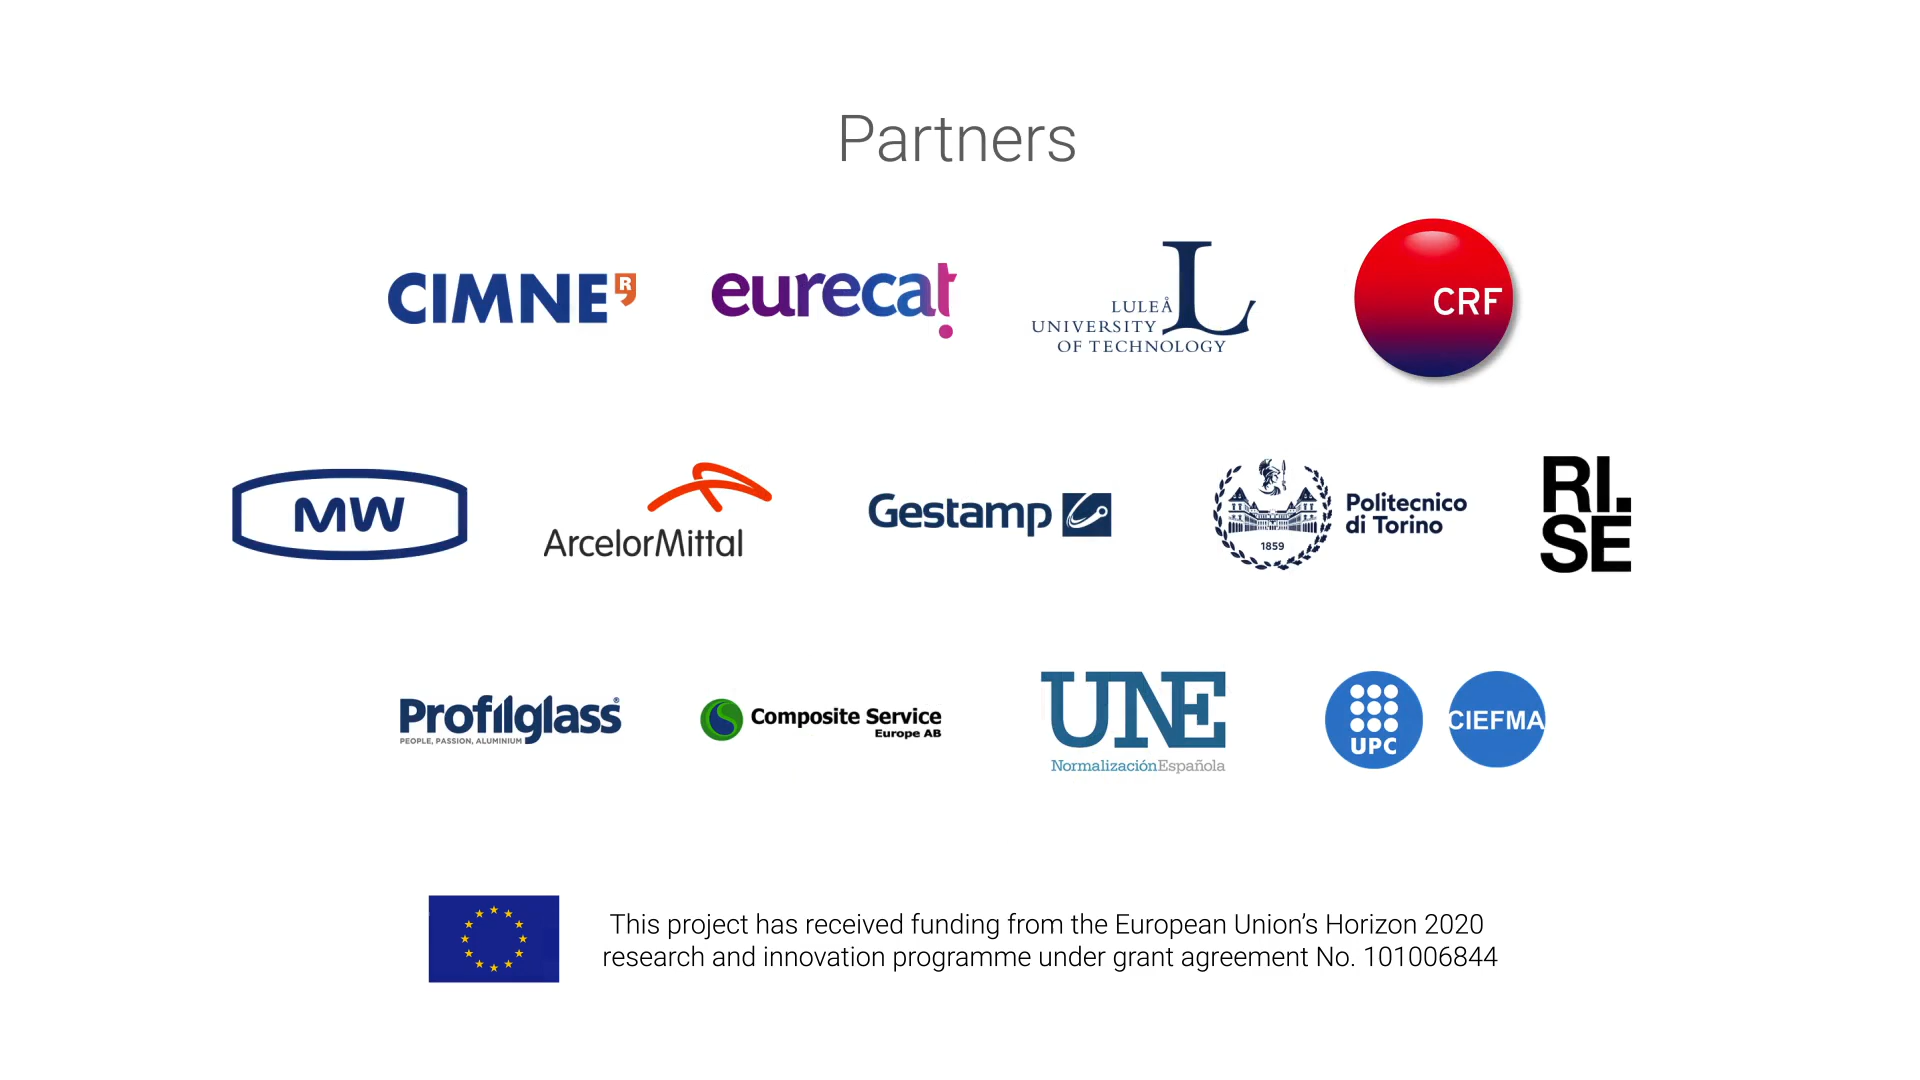 Partners
CIMNE R
eurecat
LULEÅ
UNIVERSITY
OF TECHNOLOGY
L
CRF
MW
ArcelorMittal
Gestamp
1859
Politecnico
di Torino
RI.
SE
Profilglass®
PEOPLE, PASSION, ALUMINIUM
Composite Service
Europe AB
UNE
NormalizaciónEspañola
UPC
CIEFMA
This project has received funding from the European Union’s Horizon 2020
research and innovation programme under grant agreement No. 101006844